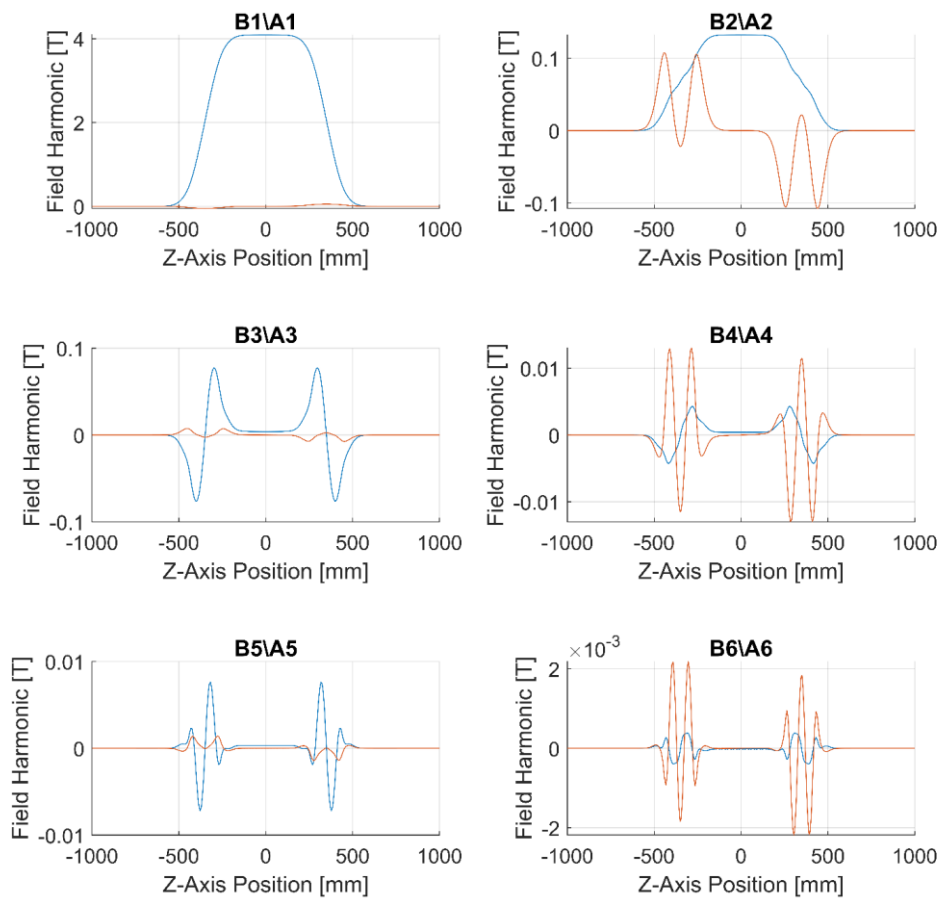 B1\A1
Field Harmonic [T]
4
2
0
-1000 -500 0 500 1000
Z-Axis Position [mm]
B2\A2
Field Harmonic [T]
0.1
0
-0.1
-1000 -500 0 500 1000
Z-Axis Position [mm]
B3\A3
Field Harmonic [T]
0.1
0
-0.1
-1000 -500 0 500 1000
Z-Axis Position [mm]
B4\A4
Field Harmonic [T]
0.01
0
-0.01
-1000 -500 0 500 1000
Z-Axis Position [mm]
B5\A5
Field Harmonic [T]
0.01
0
-0.01
-1000 -500 0 500 1000
Z-Axis Position [mm]
B6\A6
×10⁻³
Field Harmonic [T]
2
0
-2
-1000 -500 0 500 1000
Z-Axis Position [mm]